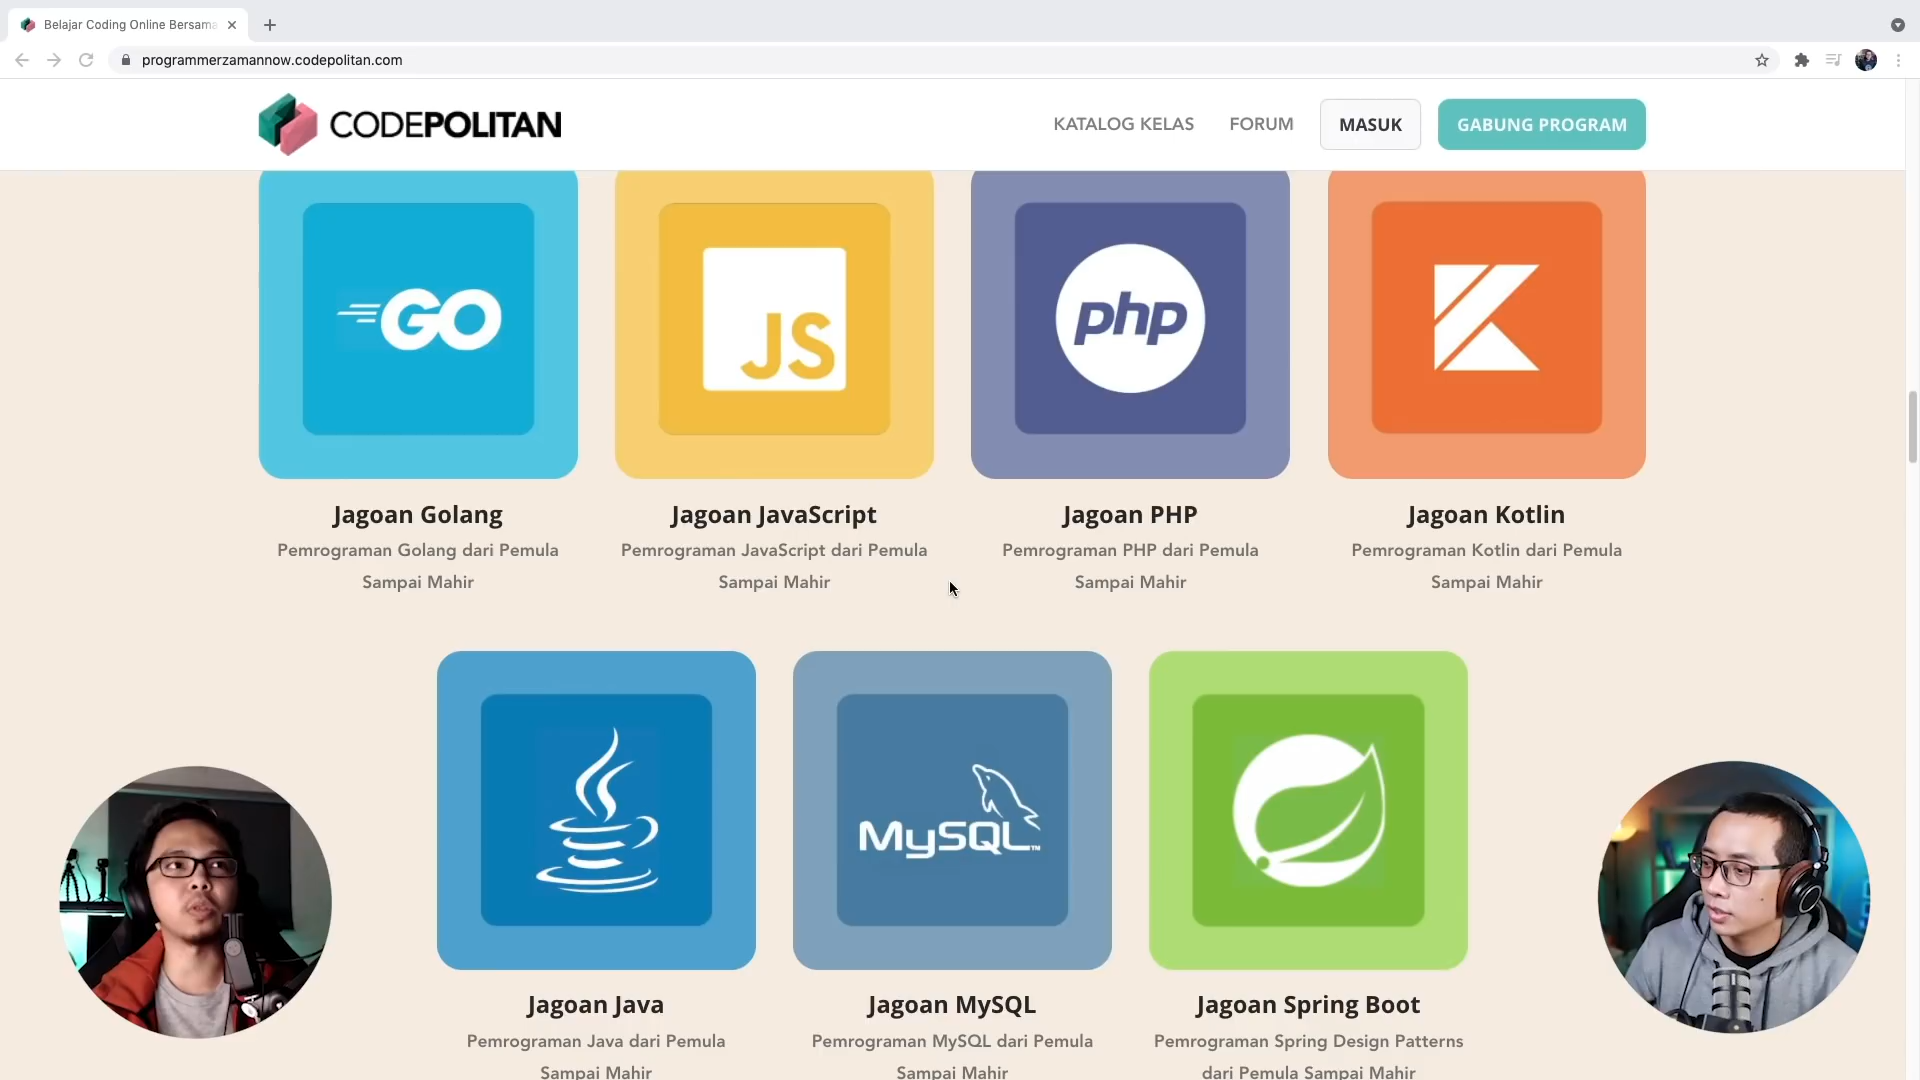 Belajar Coding Online Bersama
programmerzamannow.codepolitan.com
CODEPOLITAN
KATALOG KELAS
FORUM
MASUK
GABUNG PROGRAM
GO
JS
php
Jagoan Golang
Pemrograman Golang dari Pemula
Sampai Mahir
Jagoan JavaScript
Pemrograman JavaScript dari Pemula
Sampai Mahir
Jagoan PHP
Pemrograman PHP dari Pemula
Sampai Mahir
Jagoan Kotlin
Pemrograman Kotlin dari Pemula
Sampai Mahir
MySQL™
Jagoan Java
Pemrograman Java dari Pemula
Sampai Mahir
Jagoan MySQL
Pemrograman MySQL dari Pemula
Sampai Mahir
Jagoan Spring Boot
Pemrograman Spring Design Patterns
dari Pemula Sampai Mahir